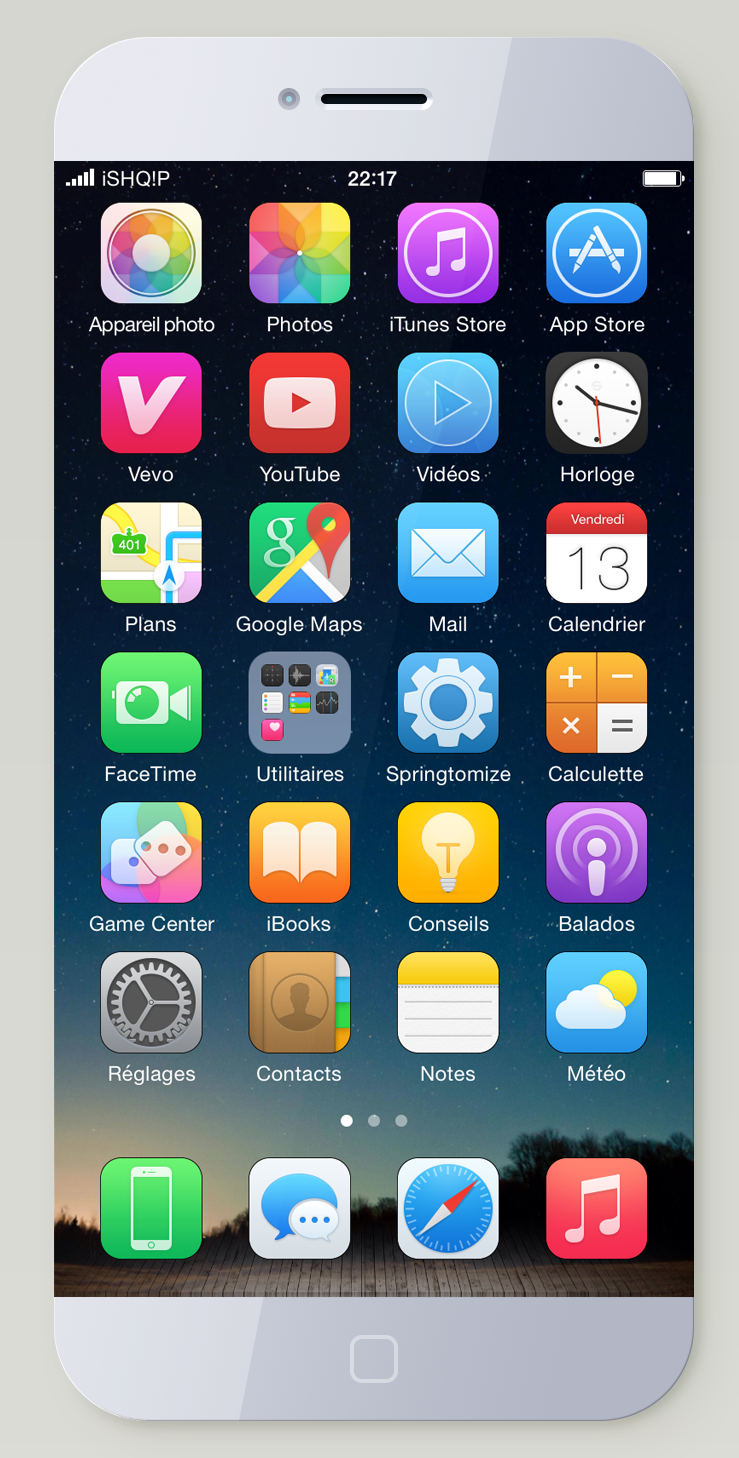 iSHQ!P 22:17
Appareil photo Photos iTunes Store App Store
Vevo YouTube Vidéos Horloge
401 g Vendredi
13
Plans Google Maps Mail Calendrier
FaceTime Utilitaires Springtomize Calculette
Game Center iBooks Conseils Balados
Réglages Contacts Notes Météo